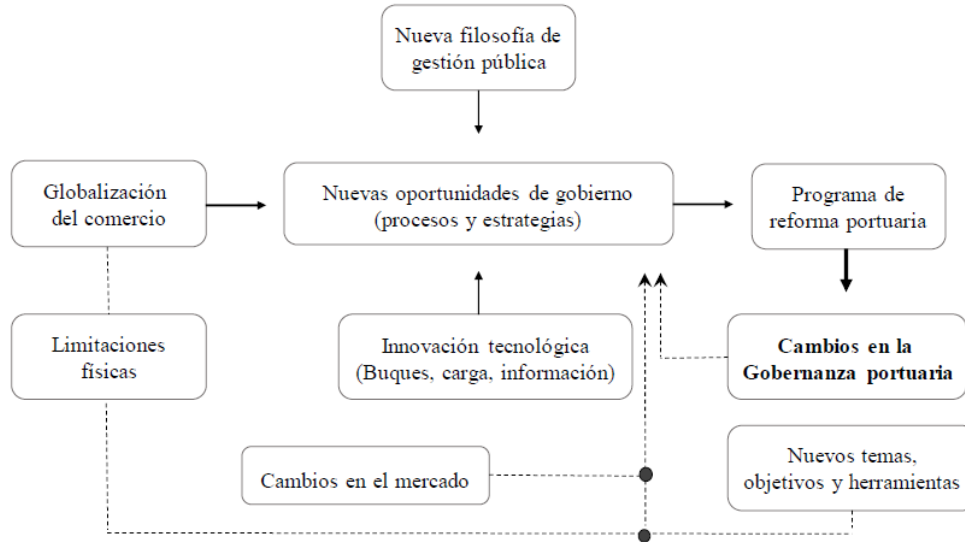 Nueva filosofía de
gestión pública
Globalización
del comercio
Nuevas oportunidades de gobierno
(procesos y estrategias)
Programa de
reforma portuaria
Limitaciones
físicas
Innovación tecnológica
(Buques, carga, información)
Cambios en la
Gobernanza portuaria
Cambios en el mercado
Nuevos temas,
objetivos y herramientas